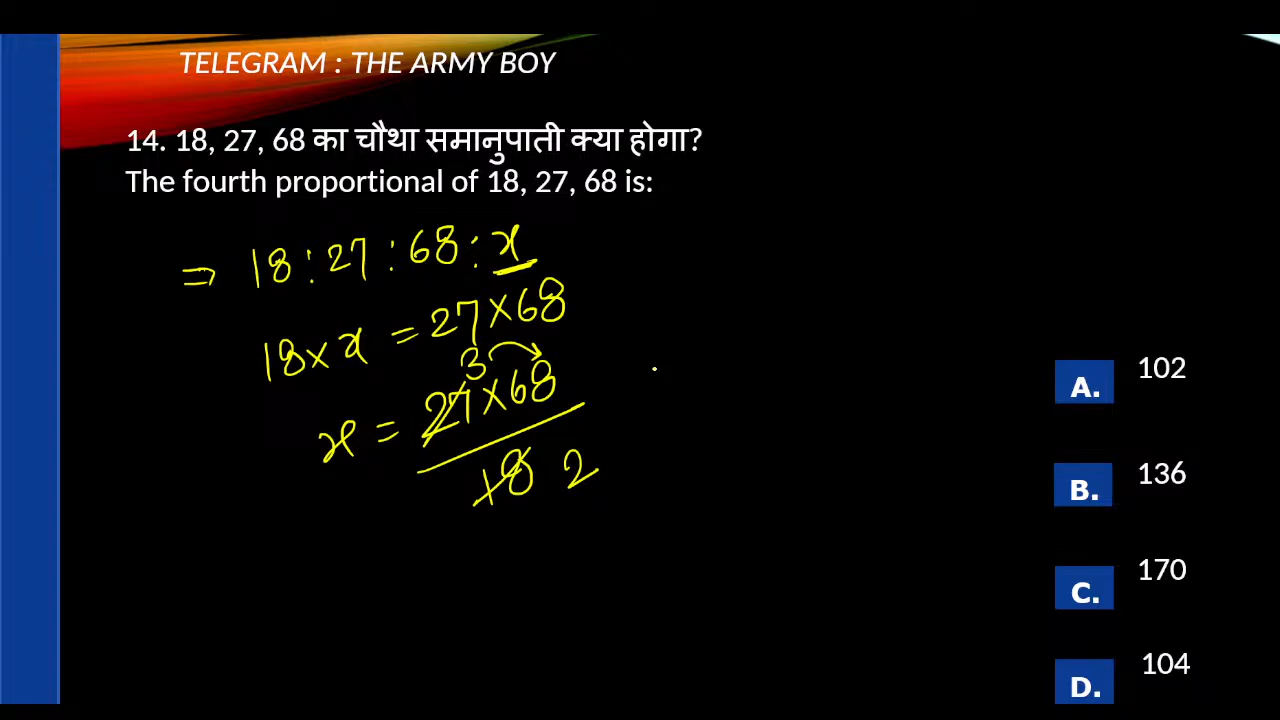 TELEGRAM : THE ARMY BOY
14. 18, 27, 68 का चौथा समानुपाती क्या होगा?
The fourth proportional of 18, 27, 68 is:
⇒ 18 : 27 : 68 : x
18 × x = 27 × 68
3
x = 27 × 68
18 2
A. 102
B. 136
C. 170
D. 104